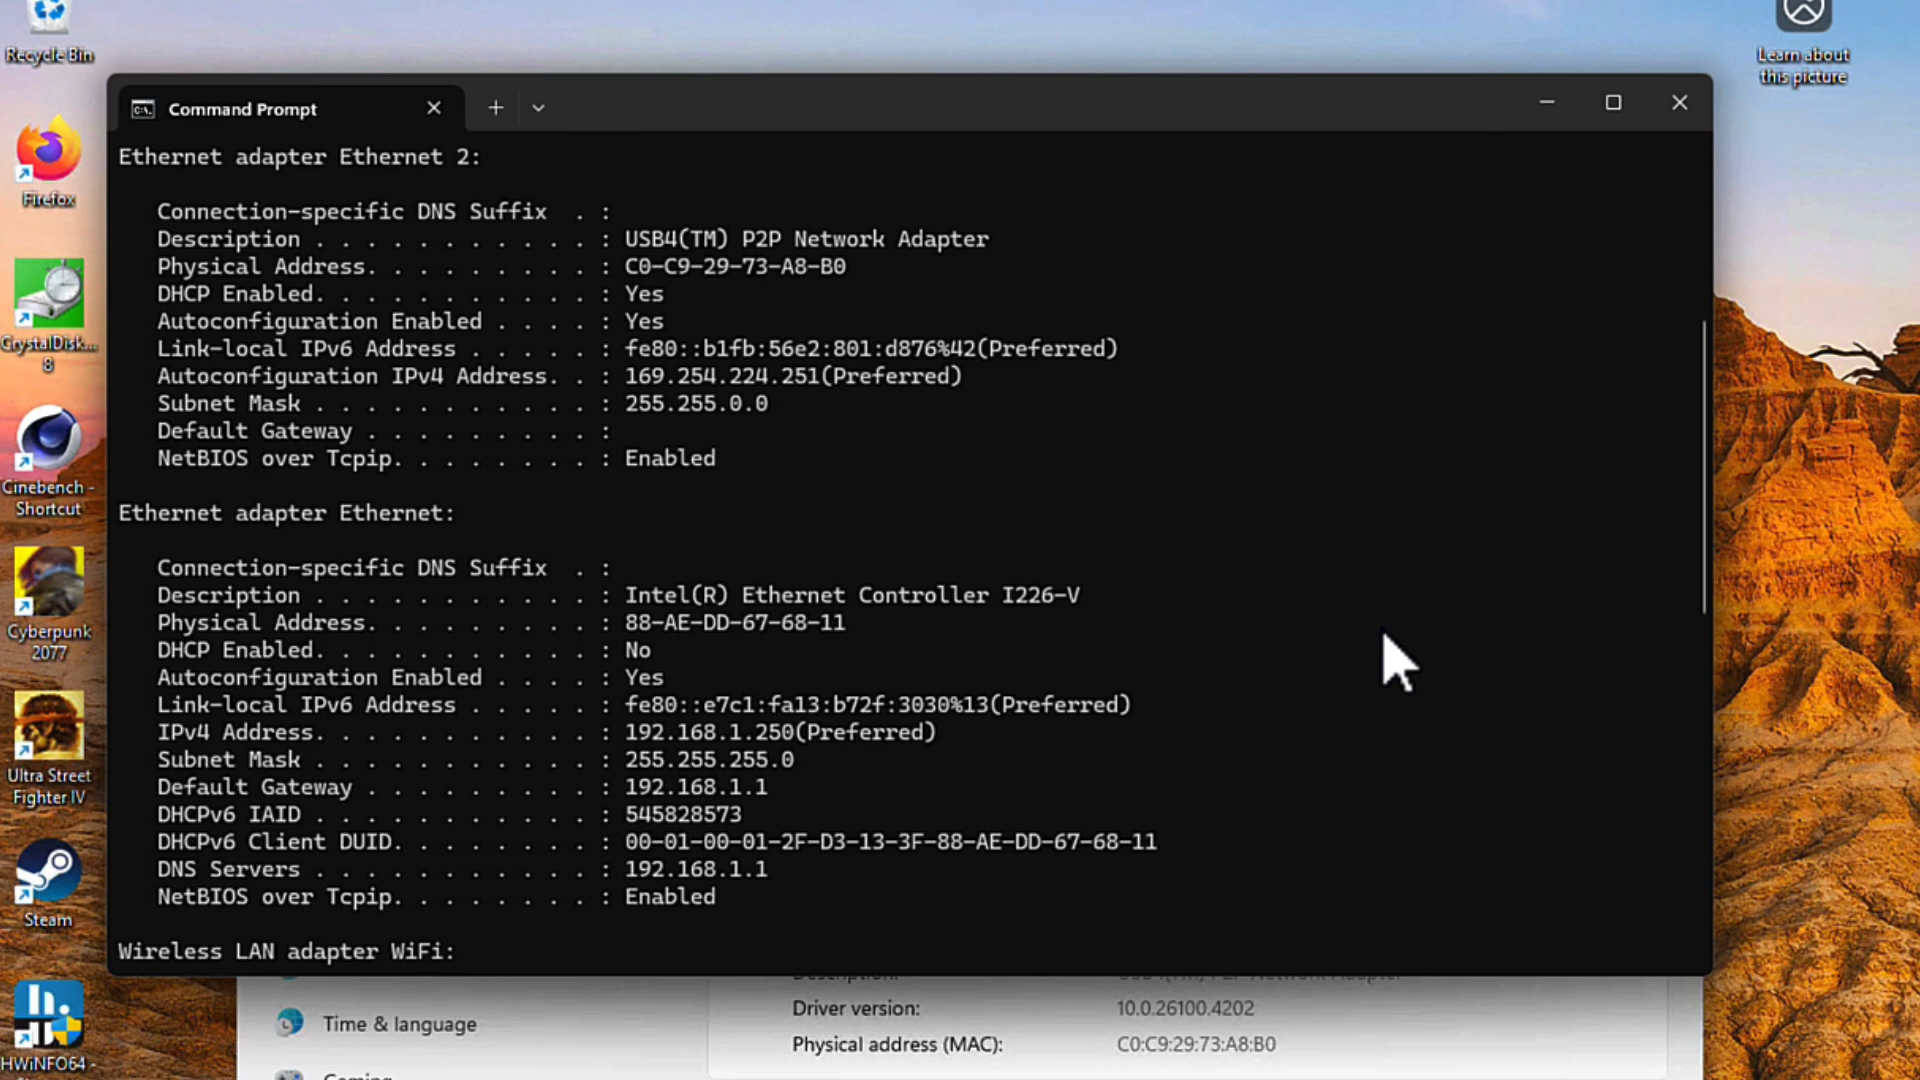 Recycle Bin
Learn about
this picture
Firefox
CrystalDisk...
8
Cinebench -
Shortcut
Cyberpunk
2077
Ultra Street
Fighter IV
Steam
HWiNFO64 -
Command Prompt
Ethernet adapter Ethernet 2:
Connection-specific DNS Suffix  . :
Description . . . . . . . . . . . : USB4(TM) P2P Network Adapter
Physical Address. . . . . . . . . : C0-C9-29-73-A8-B0
DHCP Enabled. . . . . . . . . . . : Yes
Autoconfiguration Enabled . . . . : Yes
Link-local IPv6 Address . . . . . : fe80::b1fb:56e2:801:d876%42(Preferred)
Autoconfiguration IPv4 Address. . : 169.254.224.251(Preferred)
Subnet Mask . . . . . . . . . . . : 255.255.0.0
Default Gateway . . . . . . . . . :
NetBIOS over Tcpip. . . . . . . . : Enabled
Ethernet adapter Ethernet:
Connection-specific DNS Suffix  . :
Description . . . . . . . . . . . : Intel(R) Ethernet Controller I226-V
Physical Address. . . . . . . . . : 88-AE-DD-67-68-11
DHCP Enabled. . . . . . . . . . . : No
Autoconfiguration Enabled . . . . : Yes
Link-local IPv6 Address . . . . . : fe80::e7c1:fa13:b72f:3030%13(Preferred)
IPv4 Address. . . . . . . . . . . : 192.168.1.250(Preferred)
Subnet Mask . . . . . . . . . . . : 255.255.255.0
Default Gateway . . . . . . . . . : 192.168.1.1
DHCPv6 IAID . . . . . . . . . . . : 545828573
DHCPv6 Client DUID. . . . . . . . : 00-01-00-01-2F-D3-13-3F-88-AE-DD-67-68-11
DNS Servers . . . . . . . . . . . : 192.168.1.1
NetBIOS over Tcpip. . . . . . . . : Enabled
Wireless LAN adapter WiFi:
Driver version: 10.0.26100.4202
Time & language
Physical address (MAC): C0:C9:29:73:A8:B0